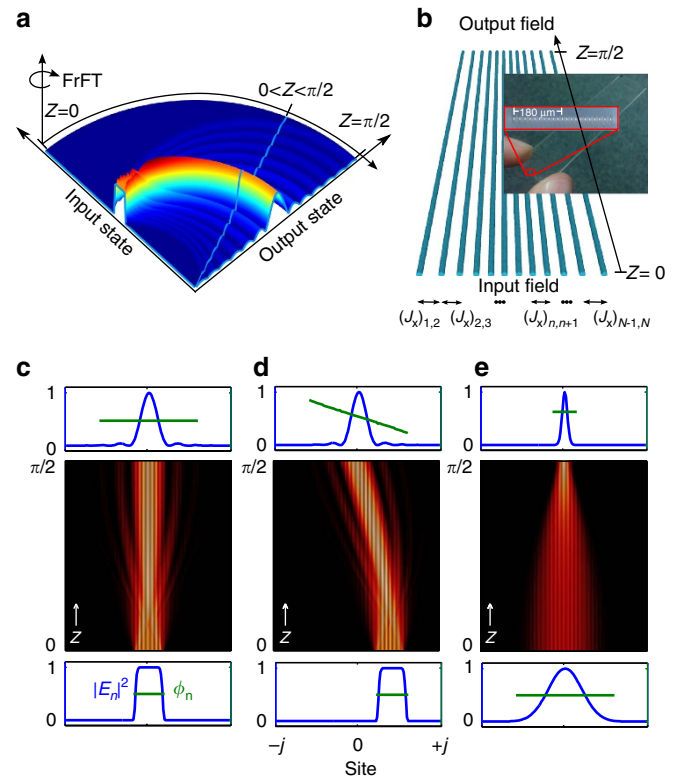 a
FrFT
Z=0
0<Z<π/2
Z=π/2
Input state
Output state
b
Output field
Z=π/2
180 μm
Z= 0
Input field
(Jx)1,2
(Jx)2,3
(Jx)n,n+1
(Jx)N-1,N
c
1
0
π/2
Z
0
1
|En|2
ϕn
0
d
1
0
π/2
Z
0
1
0
–j
0
+j
Site
e
1
0
π/2
Z
0
1
0